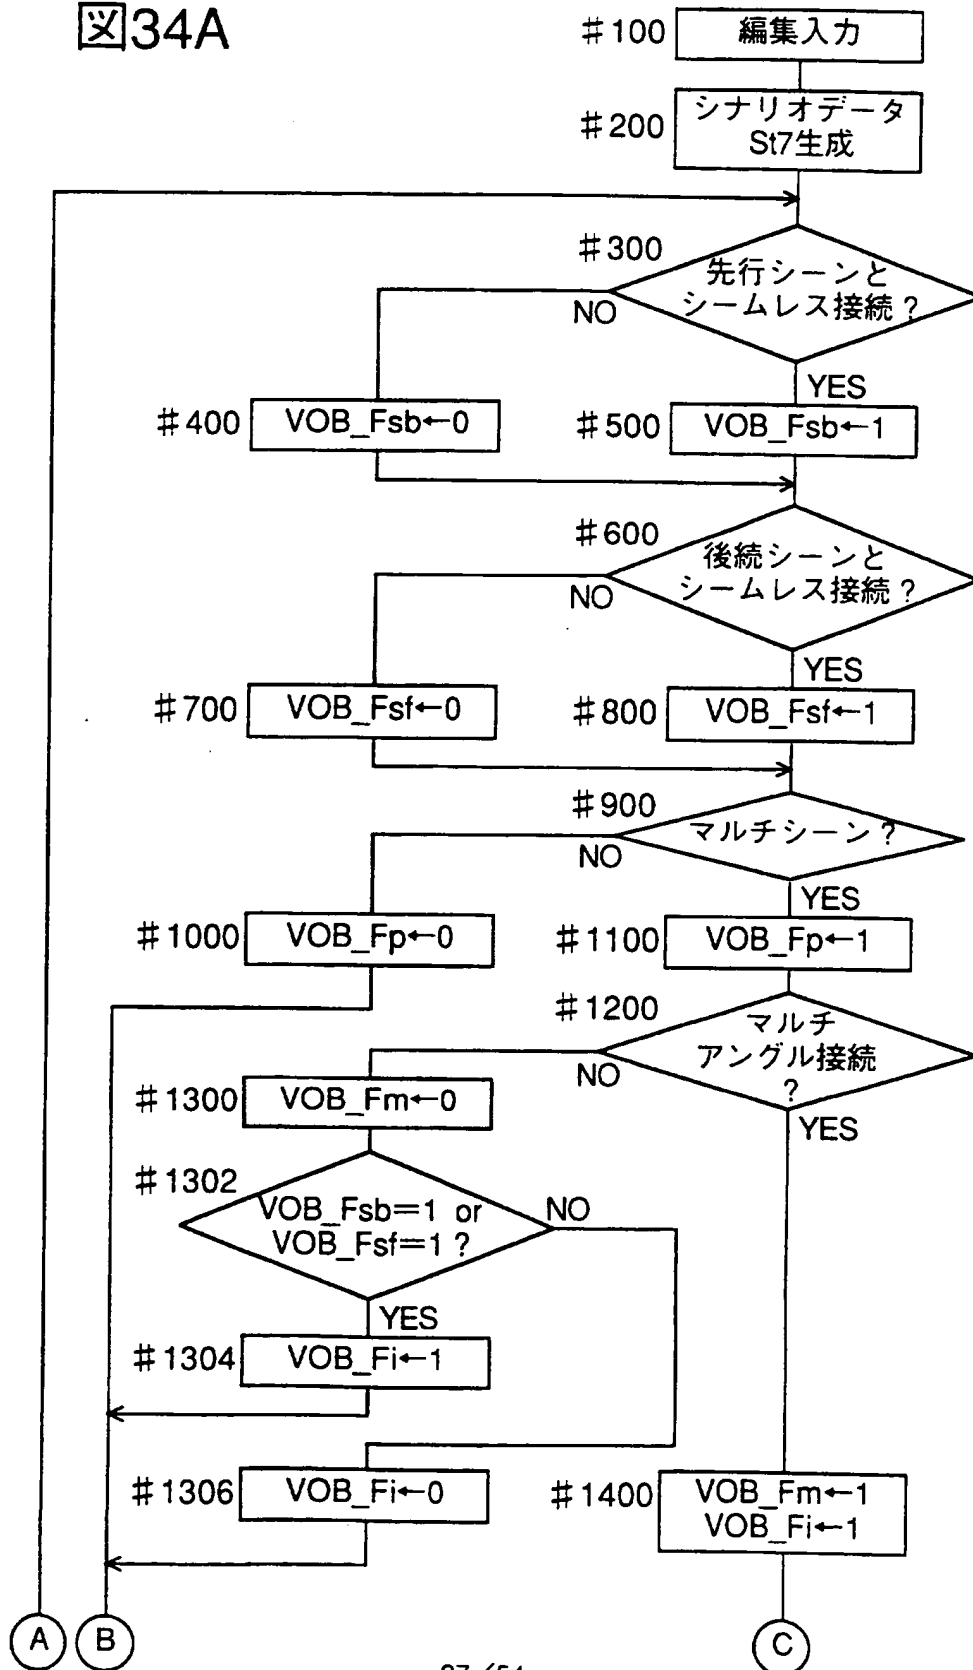 図34A
#100
編集入力
#200
シナリオデータ
St7生成
#300
先行シーンと
シームレス接続？
NO
YES
#400
VOB_Fsb←0
#500
VOB_Fsb←1
#600
後続シーンと
シームレス接続？
NO
YES
#700
VOB_Fsf←0
#800
VOB_Fsf←1
#900
マルチシーン？
NO
YES
#1000
VOB_Fp←0
#1100
VOB_Fp←1
#1200
マルチ
アングル接続
？
NO
YES
#1300
VOB_Fm←0
#1302
VOB_Fsb=1 or
VOB_Fsf=1？
NO
YES
#1304
VOB_Fi←1
#1306
VOB_Fi←0
#1400
VOB_Fm←1
VOB_Fi←1
A
B
C